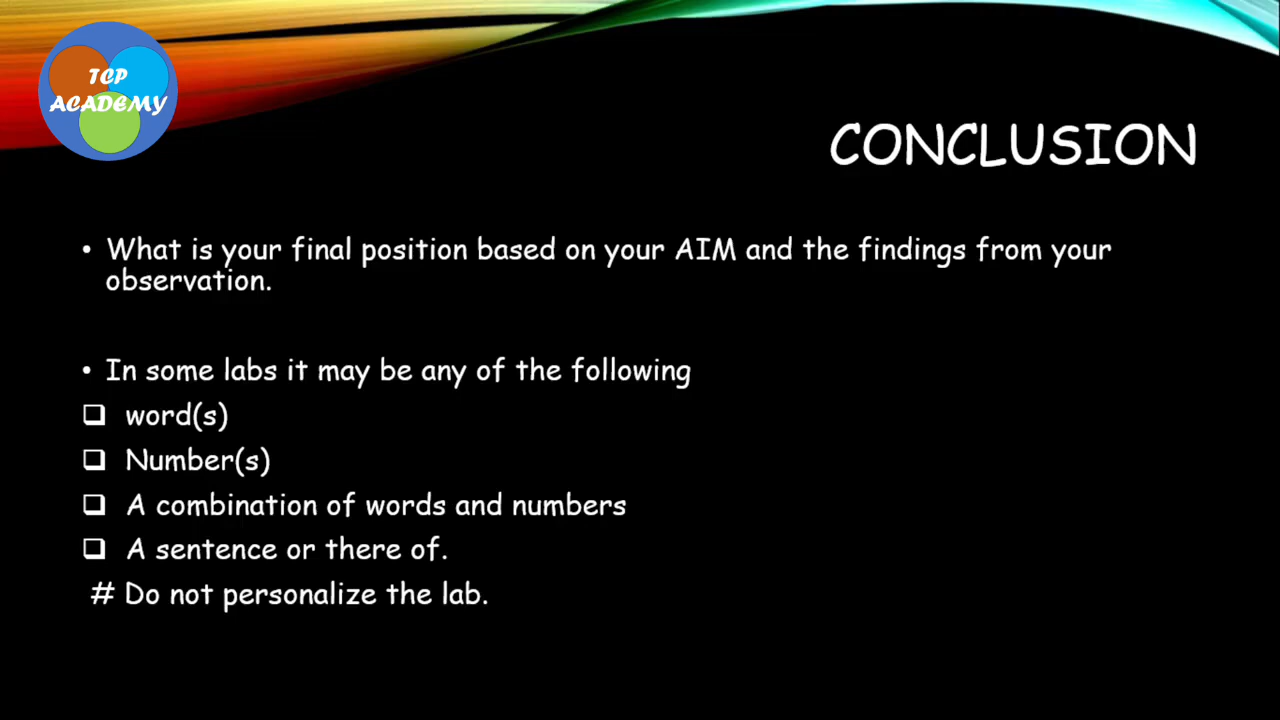 TCP
ACADEMY
CONCLUSION
• What is your final position based on your AIM and the findings from your
observation.
• In some labs it may be any of the following
❑ word(s)
❑ Number(s)
❑ A combination of words and numbers
❑ A sentence or there of.
# Do not personalize the lab.